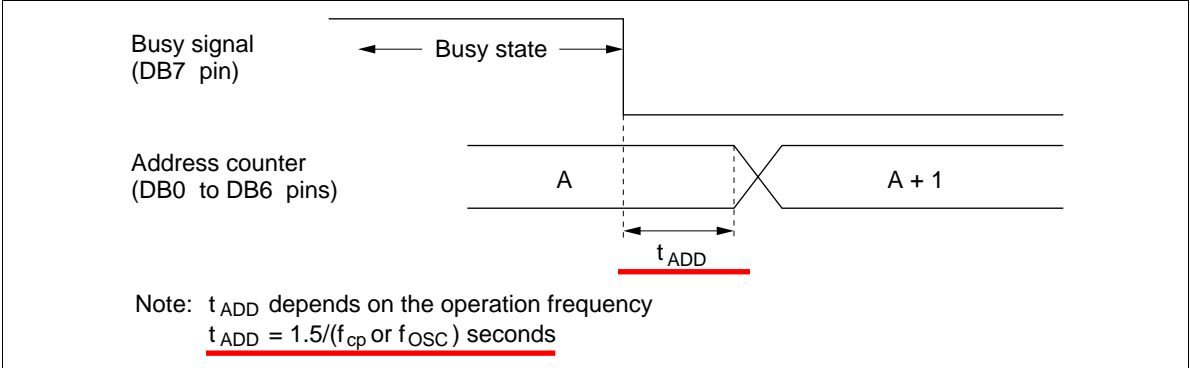 Busy signal
(DB7 pin)
Busy state
Address counter
(DB0 to DB6 pins)
A
A + 1
t ADD
Note: t ADD depends on the operation frequency
t ADD = 1.5/(f cp or f OSC ) seconds